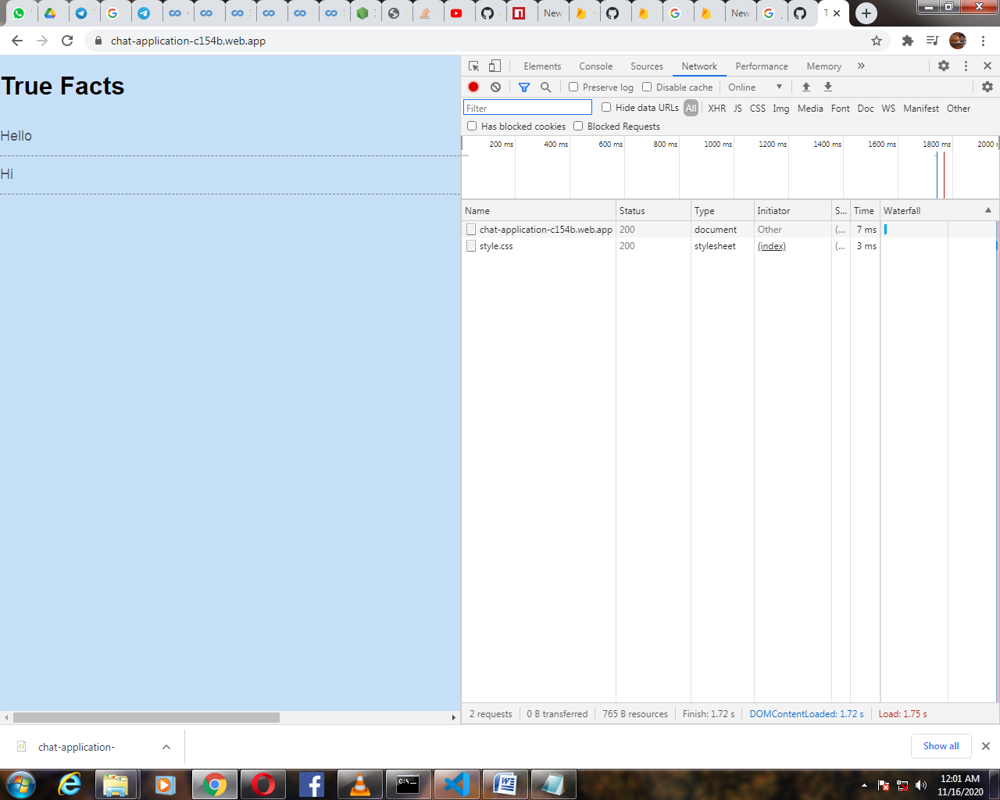 New
New
T
chat-application-c154b.web.app
True Facts
Hello
Hi
Elements Console Sources Network Performance Memory
Preserve log Disable cache Online
Filter Hide data URLs All XHR JS CSS Img Media Font Doc WS Manifest Other
Has blocked cookies Blocked Requests
200 ms 400 ms 600 ms 800 ms 1000 ms 1200 ms 1400 ms 1600 ms 1800 ms 2000
Name Status Type Initiator S... Time Waterfall
chat-application-c154b.web.app 200 document Other (... 7 ms
style.css 200 stylesheet (index) (... 3 ms
2 requests 0 B transferred 765 B resources Finish: 1.72 s DOMContentLoaded: 1.72 s Load: 1.75 s
chat-application- Show all
12:01 AM
11/16/2020